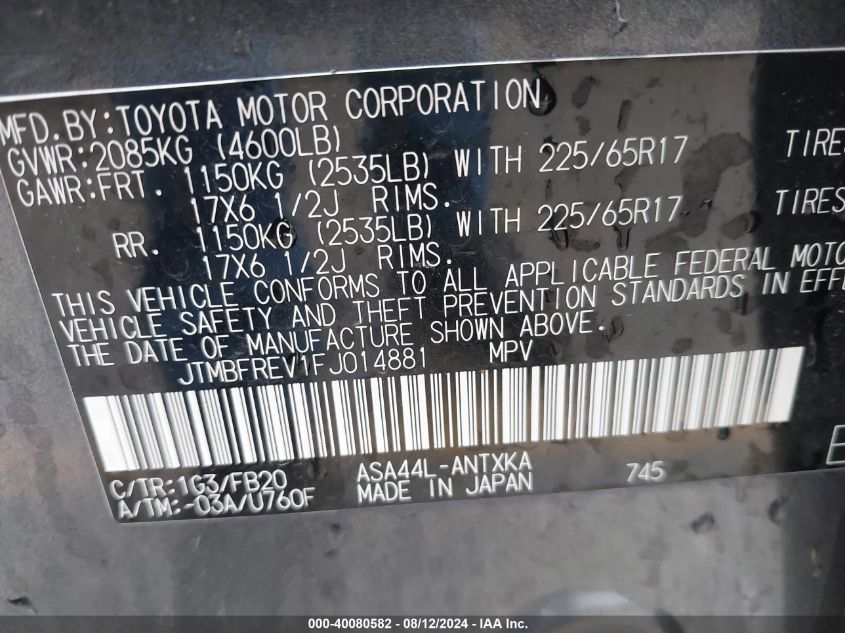 MFD.BY:TOYOTA MOTOR CORPORATION
GVWR:2085KG (4600LB)
GAWR:FRT. 1150KG (2535LB) WITH 225/65R17 TIRES
17X6 1/2J RIMS.
RR. 1150KG (2535LB) WITH 225/65R17 TIRES
17X6 1/2J RIMS.
THIS VEHICLE CONFORMS TO ALL APPLICABLE FEDERAL MOTO
VEHICLE SAFETY AND THEFT PREVENTION STANDARDS IN EFFE
THE DATE OF MANUFACTURE SHOWN ABOVE.
JTMBFREV1FJ014881 MPV
C/TR:1G3/FB20 ASA44L-ANTXKA 745
A/TM:-03A/U760F MADE IN JAPAN
000-40080582 - 08/12/2024 - IAA Inc.